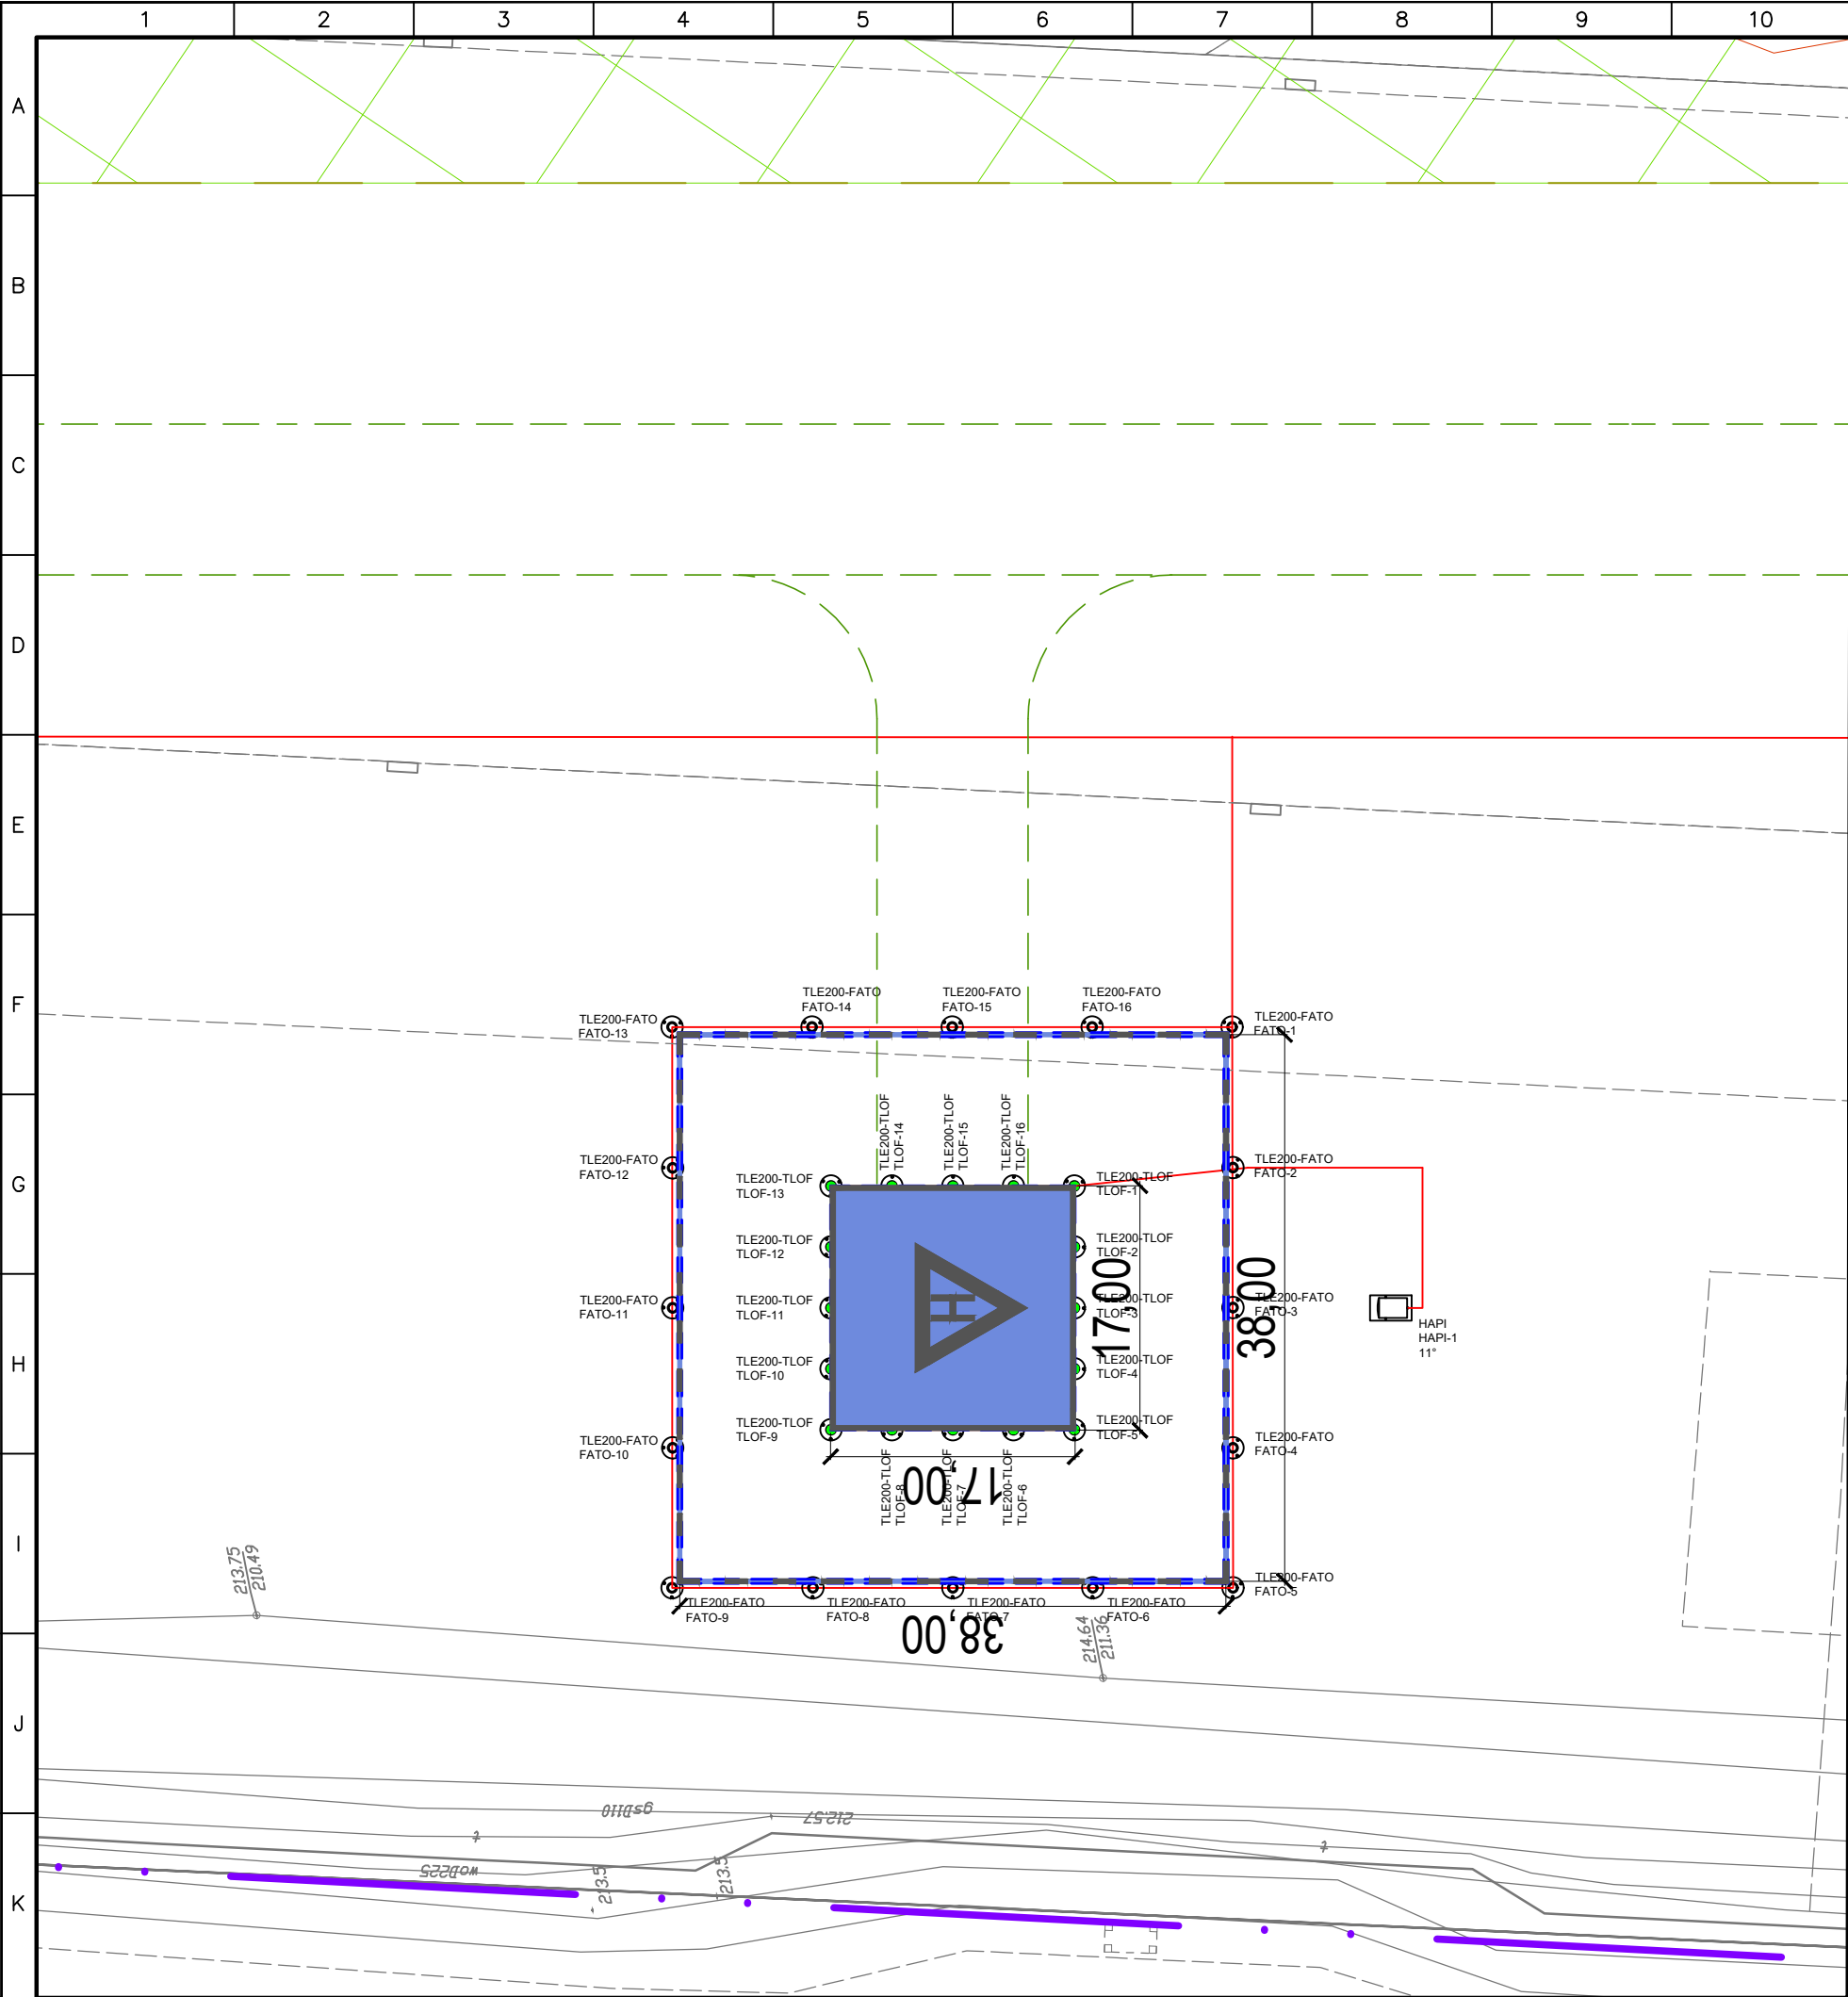 1
2
3
4
5
6
7
8
9
10
A
B
C
D
E
F
G
H
I
J
K
TLE200-FATO
FATO-13
TLE200-FATO
FATO-14
TLE200-FATO
FATO-15
TLE200-FATO
FATO-16
TLE200-FATO
FATO-1
TLE200-FATO
FATO-12
TLE200-FATO
FATO-2
TLE200-TLOF
TLOF-14
TLE200-TLOF
TLOF-15
TLE200-TLOF
TLOF-16
TLE200-TLOF
TLOF-13
TLE200-TLOF
TLOF-1
TLE200-TLOF
TLOF-12
TLE200-TLOF
TLOF-2
TLE200-FATO
FATO-11
TLE200-TLOF
TLOF-11
H
TLE200-TLOF
TLOF-3
17,00
TLE200-FATO
FATO-3
38,00
HAPI
HAPI-1
11°
TLE200-TLOF
TLOF-10
TLE200-TLOF
TLOF-4
TLE200-FATO
FATO-10
TLE200-TLOF
TLOF-9
TLE200-TLOF
TLOF-5
TLE200-FATO
FATO-4
TLE200-TLOF
TLOF-8
TLE200-TLOF
TLOF-7
TLE200-TLOF
TLOF-6
17,00
213.75
210.49
TLE200-FATO
FATO-9
TLE200-FATO
FATO-8
TLE200-FATO
FATO-7
TLE200-FATO
FATO-6
TLE200-FATO
FATO-5
38,00
214.64
211.36
gsD110
212.57
t
t
woD225
213.5
213.5